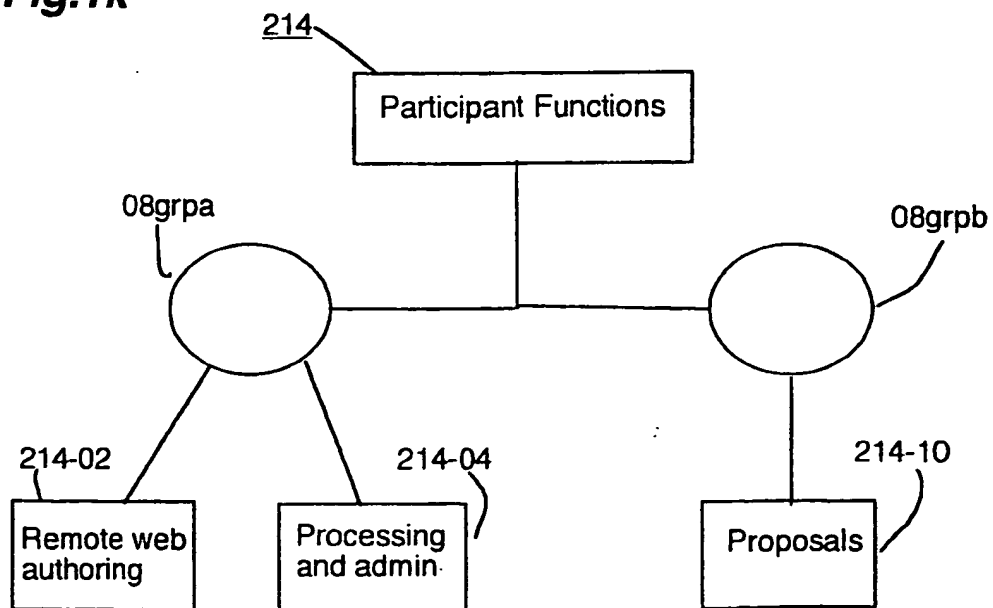 Fig.1k
214
Participant Functions
08grpa
08grpb
214-02
214-04
214-10
Remote web
authoring
Processing
and admin
Proposals